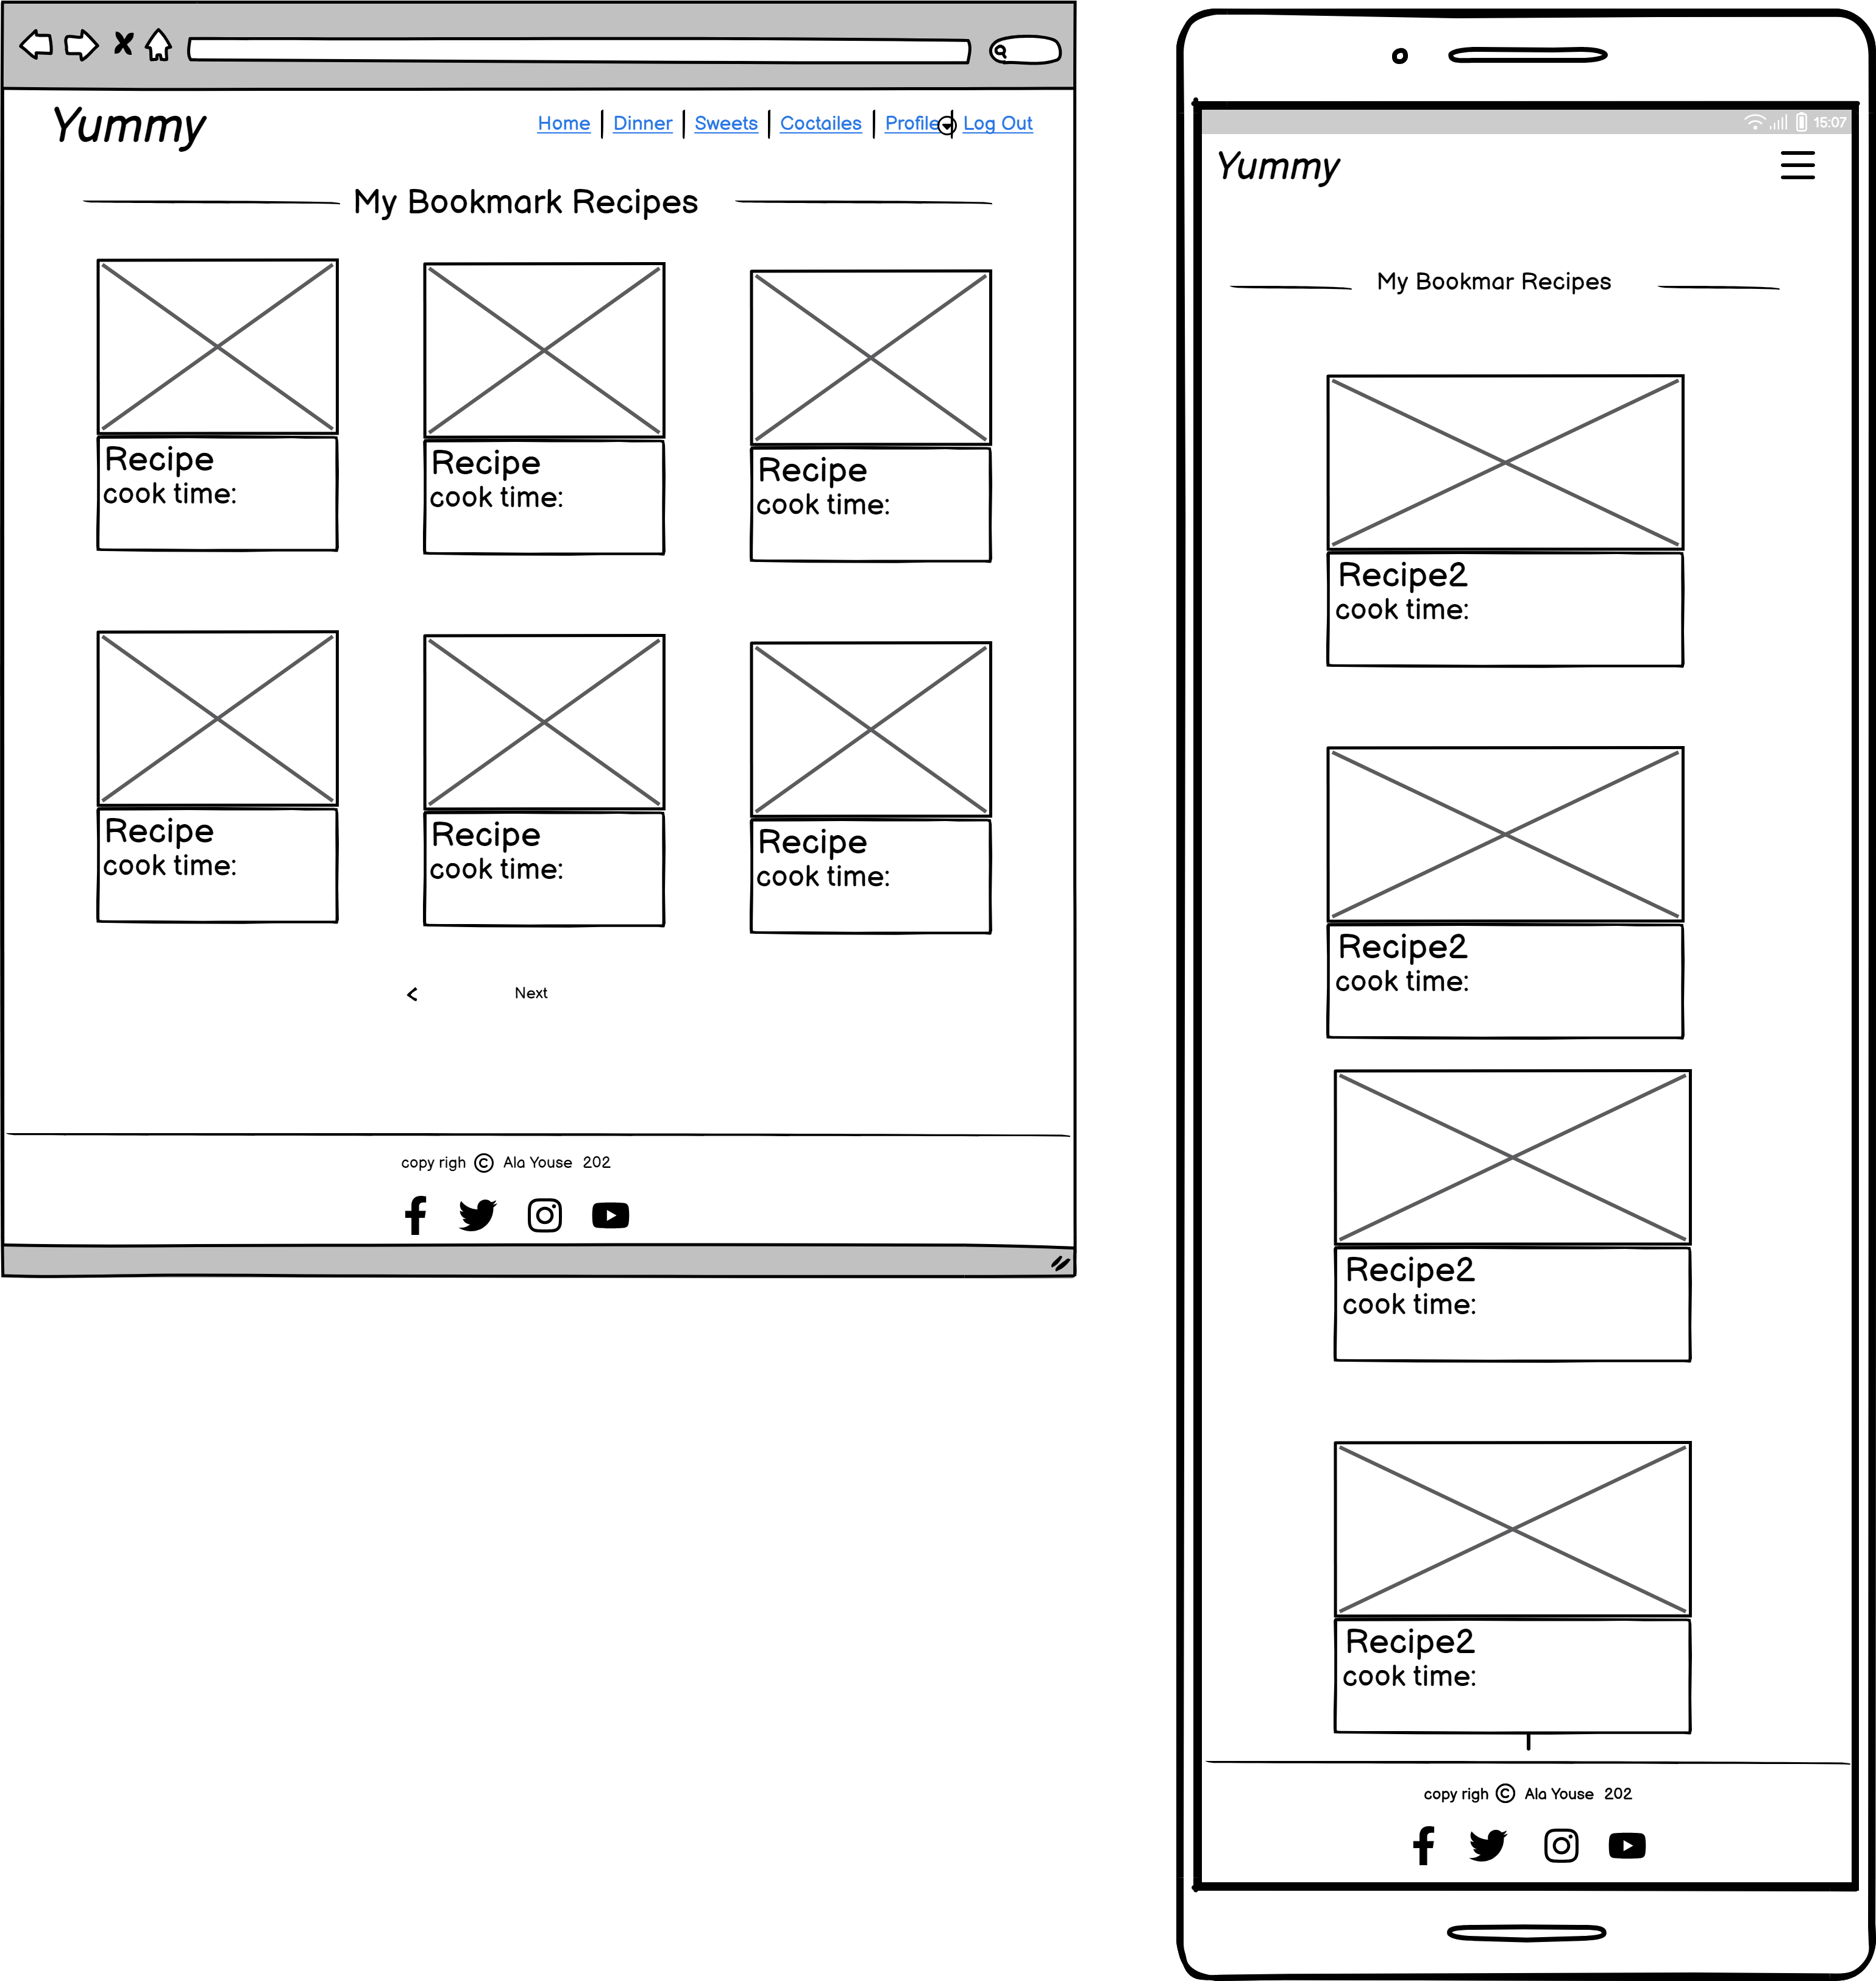 Yummy
Home Dinner Sweets Coctailes Profile Log Out
My Bookmark Recipes
Recipe
cook time:
Recipe
cook time:
Recipe
cook time:
Recipe
cook time:
Recipe
cook time:
Recipe
cook time:
< Next
copy righ © Ala Youse 202
15:07
Yummy
My Bookmar Recipes
Recipe2
cook time:
Recipe2
cook time:
Recipe2
cook time:
Recipe2
cook time:
copy righ © Ala Youse 202